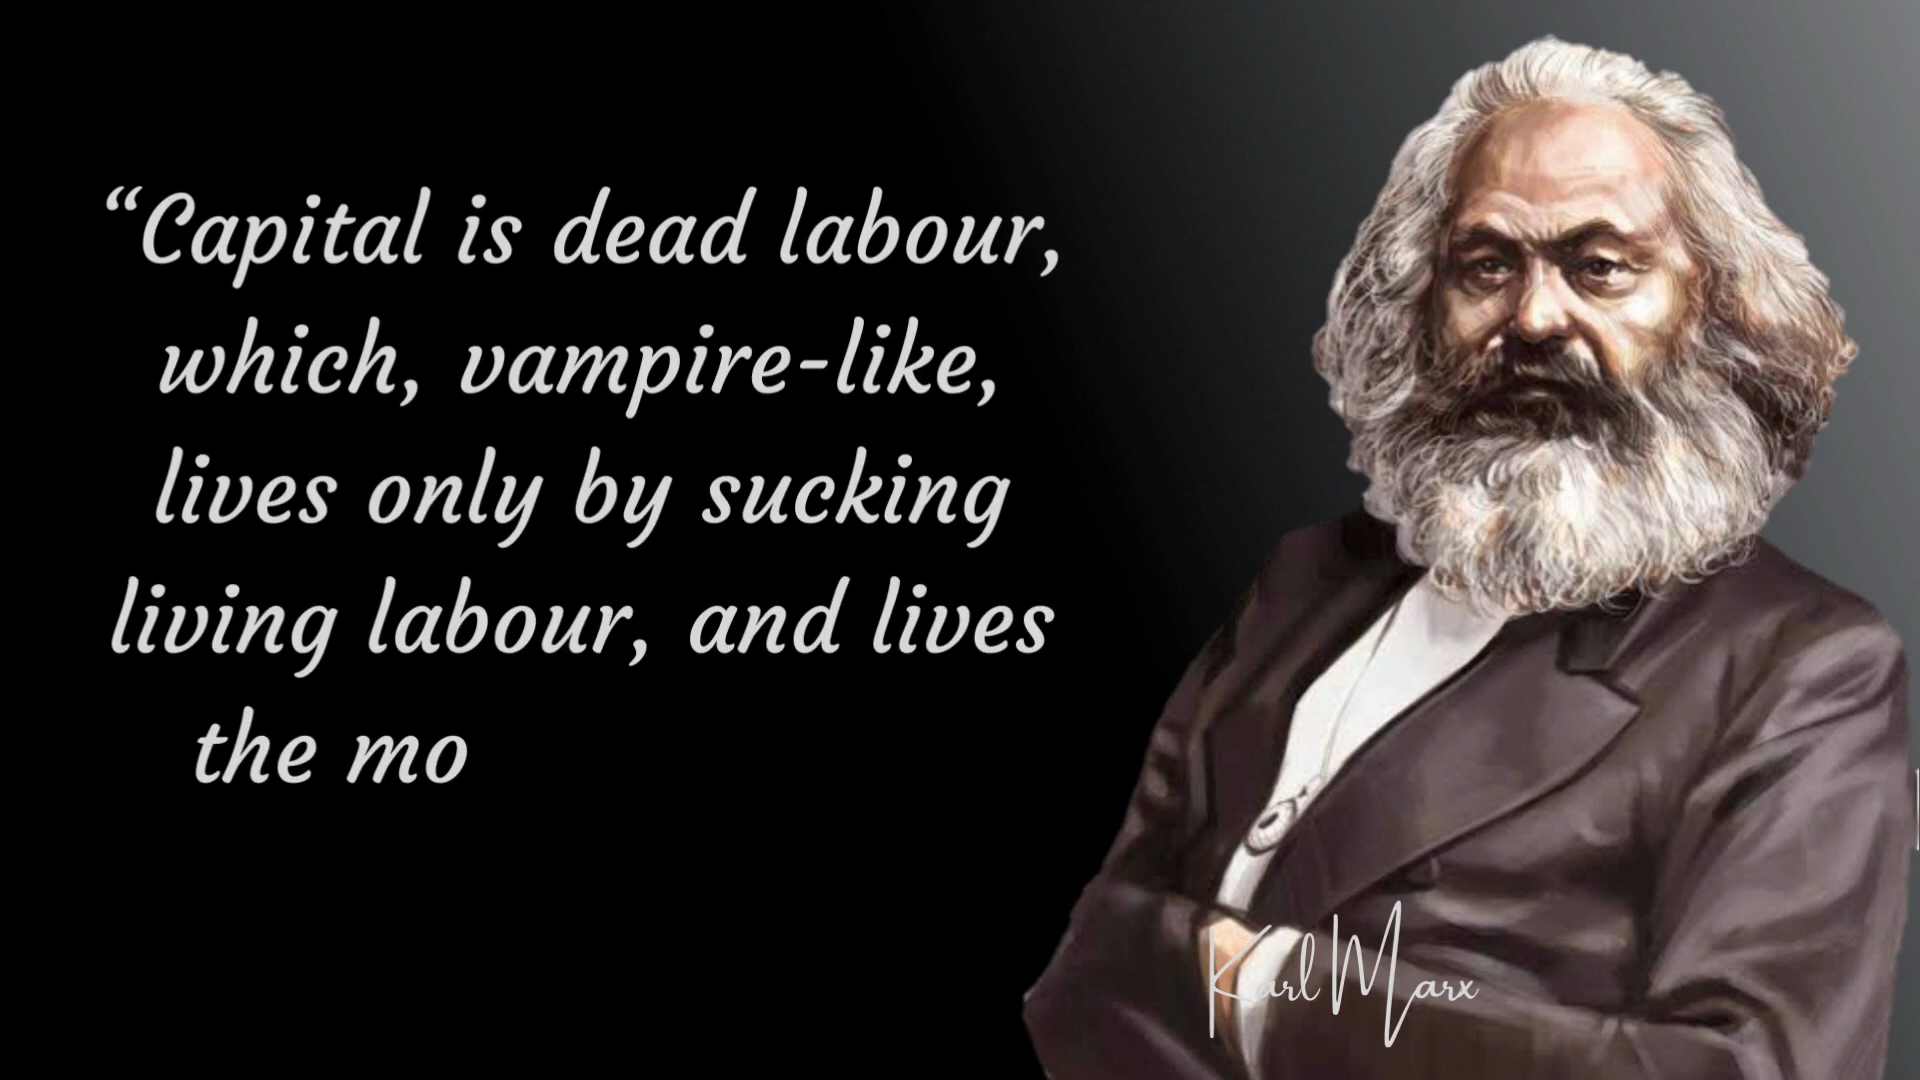 “Capital is dead labour,
which, vampire-like,
lives only by sucking
living labour, and lives
the mo
Karl Marx